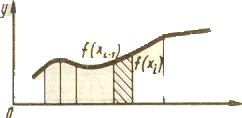 y
f(x_{i-1})
f(x_i)
0